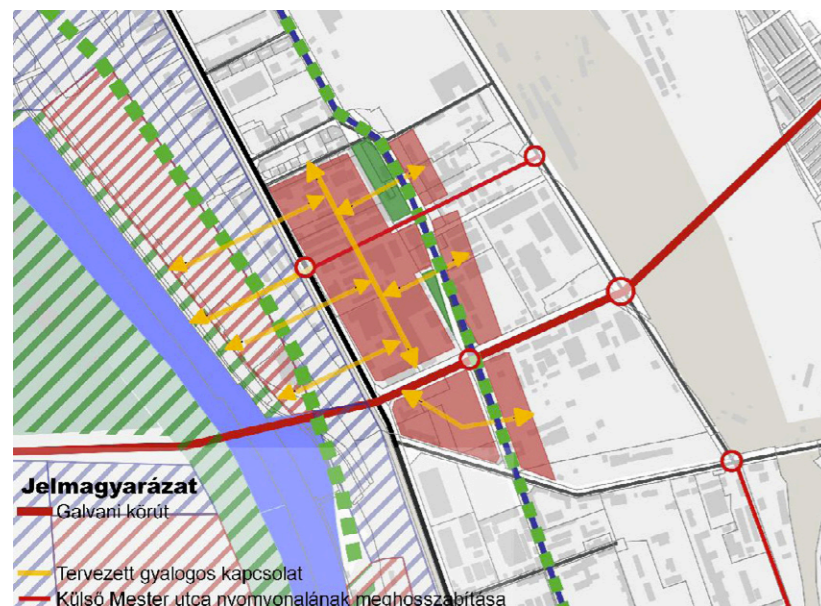 Jelmagyarázat
Galvani körút
Tervezett gyalogos kapcsolat
Külső Mester utca nyomvonalának meghosszabítása